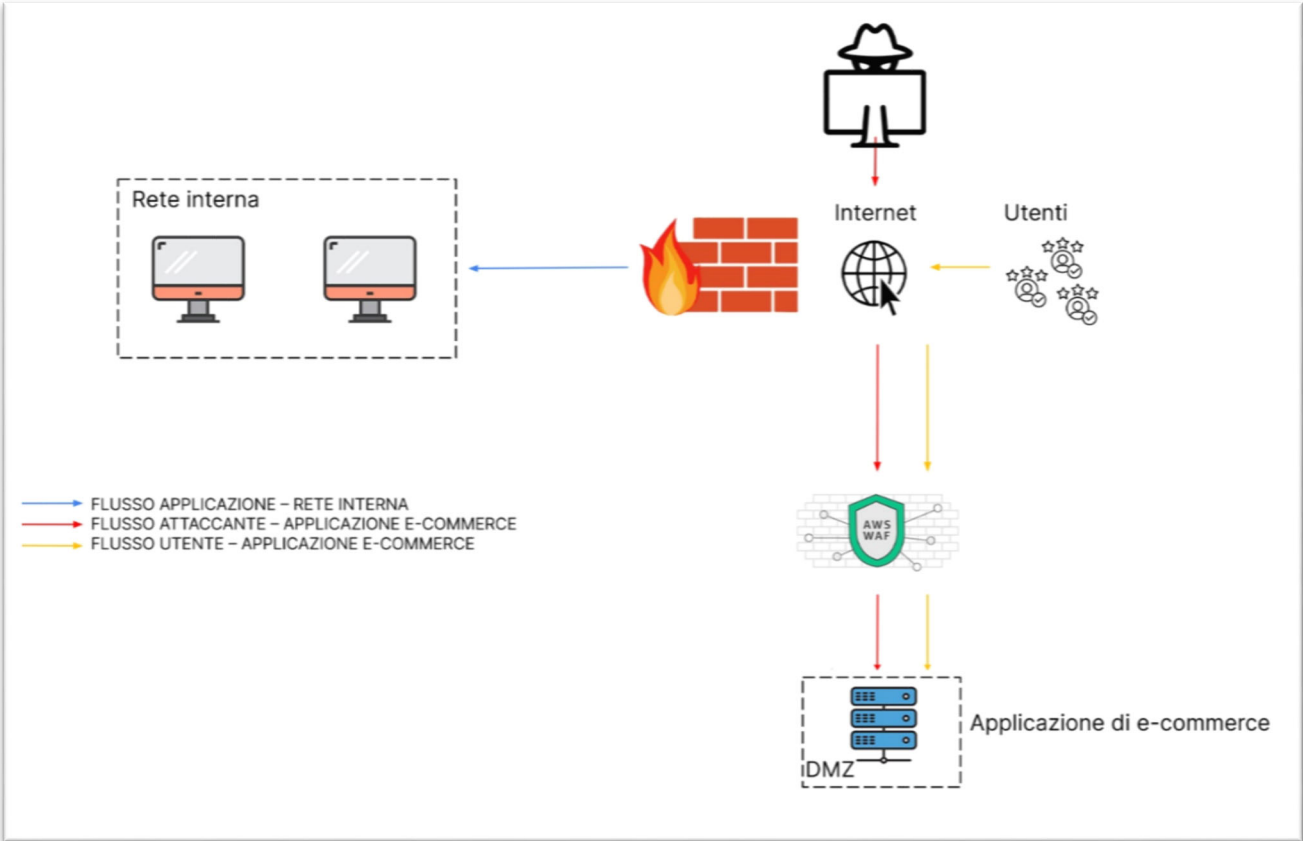 Rete interna
Internet
Utenti
FLUSSO APPLICAZIONE – RETE INTERNA
FLUSSO ATTACCANTE – APPLICAZIONE E-COMMERCE
FLUSSO UTENTE – APPLICAZIONE E-COMMERCE
AWS
WAF
Applicazione di e-commerce
DMZ